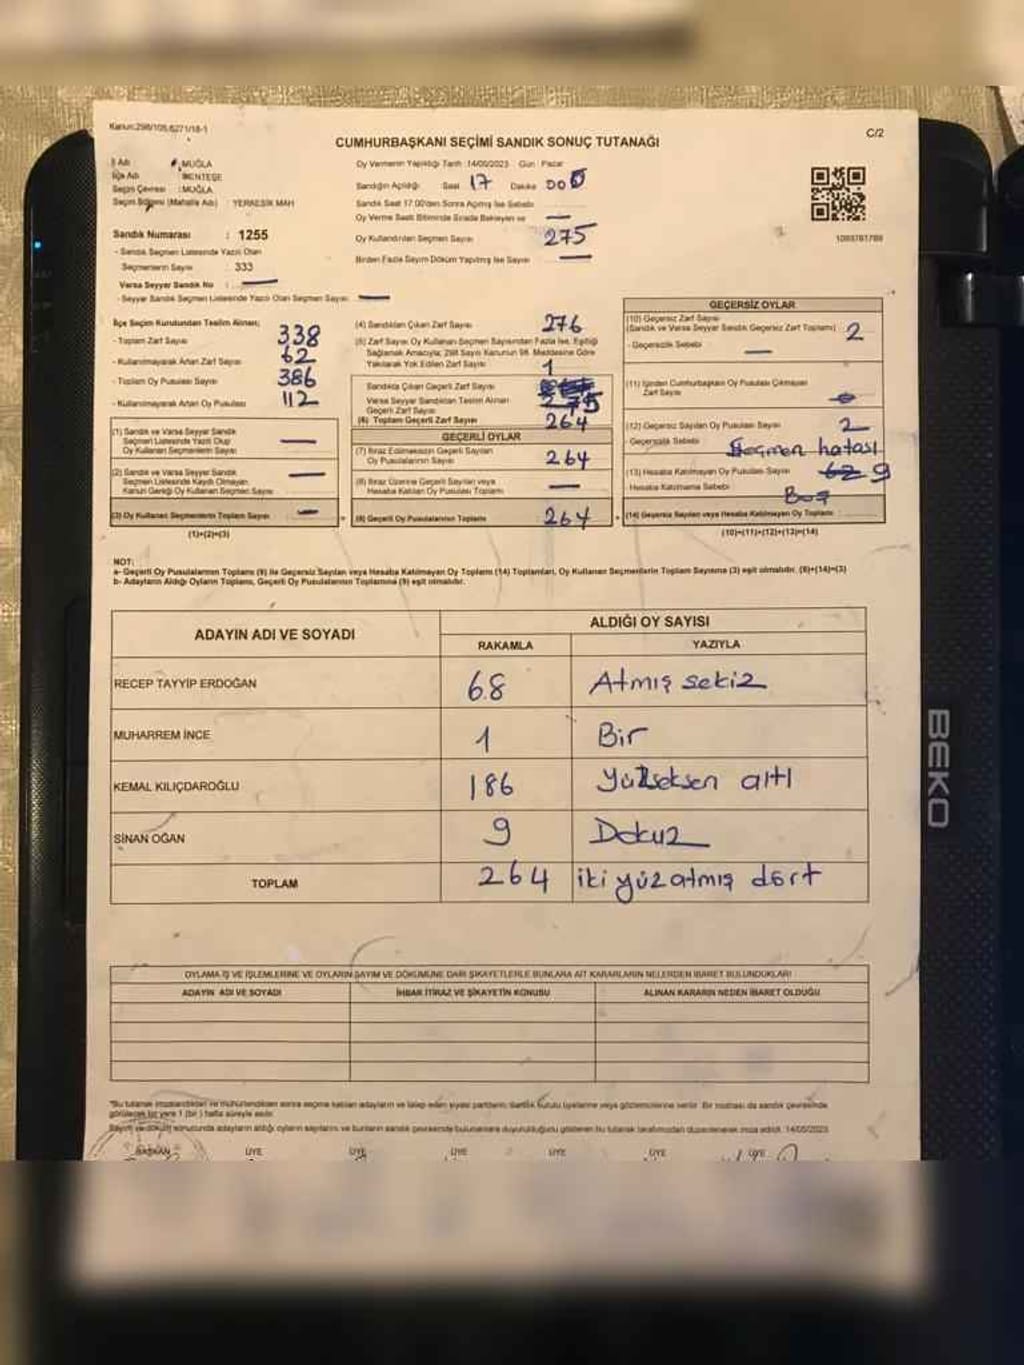 Kanun:298/105,6271/18-1
C/2
CUMHURBAŞKANI SEÇİMİ SANDIK SONUÇ TUTANAĞI
İl Adı : MUĞLA
İlçe Adı : MENTEŞE
Seçim Çevresi : MUĞLA
Seçim Bölgesi (Mahalle Adı) : YERKESİK MAH
Sandık Numarası : 1255
- Sandık Seçmen Listesinde Yazılı Olan
Seçmenlerin Sayısı : 333
Varsa Seyyar Sandık No : —
- Seyyar Sandık Seçmen Listesinde Yazılı Olan Seçmen Sayısı —
Oy Vermenin Yapıldığı Tarih :14/05/2023 Gün : Pazar
Sandığın Açıldığı Saat 17 Dakika 00
Sandık Saat 17.00'den Sonra Açılmış İse Sebebi
Oy Verme Saati Bitiminde Sırada Bekleyen —
Oy Kullandırılan Seçmen Sayısı 275
Birden Fazla Sayım Döküm Yapılmış İse Sayısı —
İlçe Seçim Kurulundan Teslim Alınan;
- Toplam Zarf Sayısı 338
- Kullanılmayarak Artan Zarf Sayısı 62
- Toplam Oy Pusulası Sayısı 386
- Kullanılmayarak Artan Oy Pusulası 112
(1) Sandık ve Varsa Seyyar Sandık
Seçmen Listesinde Yazılı Olup
Oy Kullanan Seçmenlerin Sayısı —
(2) Sandık ve Varsa Seyyar Sandık
Seçmen Listesinde Kaydı Olmayan
Kanun Gereği Oy Kullanan Seçmen Sayısı —
(3) Oy Kullanan Seçmenlerin Toplam Sayısı —
(1)+(2)=(3)
(4) Sandıktan Çıkan Zarf Sayısı 276
(5) Zarf Sayısı Oy Kullanan Seçmen Sayısından Fazla İse, Eşitliği
Sağlamak Amacıyla, 298 Sayılı Kanunun 98. Maddesine Göre
Yakılarak Yok Edilen Zarf Sayısı 1
Sandıkta Çıkan Geçerli Zarf Sayısı
Varsa Seyyar Sandıktan Teslim Alınan
Geçerli Zarf Sayısı 275
(6) Toplam Geçerli Zarf Sayısı 264
GEÇERLİ OYLAR
(7) İtiraz Edilmeksizin Geçerli Sayılan
Oy Pusulalarının Sayısı 264
(8) İtiraz Üzerine Geçerli Sayılan veya
Hesaba Katılan Oy Pusulası Toplamı —
(9) Geçerli Oy Pusulalarının Toplamı 264
GEÇERSİZ OYLAR
(10) Geçersiz Zarf Sayısı
(Sandık ve Varsa Seyyar Sandık Geçersiz Zarf Toplamı) 2
- Geçersizlik Sebebi —
(11) İçinden Cumhurbaşkanı Oy Pusulası Çıkmayan
Zarf Sayısı
(12) Geçersiz Sayılan Oy Pusulası Sayısı 2
- Geçersizlik Sebebi Seçmen hatası
(13) Hesaba Katılmayan Oy Pusulası Sayısı 62 9
- Hesaba Katılmama Sebebi Boş
(14) Geçersiz Sayılan veya Hesaba Katılmayan Oy Toplamı
(10)+(11)+(12)+(13)=(14)
NOT:
a- Geçerli Oy Pusulalarının Toplamı (9) ile Geçersiz Sayılan veya Hesaba Katılmayan Oy Toplamı (14) Toplamları, Oy Kullanan Seçmenlerin Toplam Sayısına (3) eşit olmalıdır. (9)+(14)=(3)
b- Adayların Aldığı Oyların Toplamı, Geçerli Oy Pusulalarının Toplamına (9) eşit olmalıdır.
ADAYIN ADI VE SOYADI
ALDIĞI OY SAYISI
RAKAMLA YAZIYLA
RECEP TAYYİP ERDOĞAN 68 Atmış sekiz
MUHARREM İNCE 1 Bir
KEMAL KILIÇDAROĞLU 186 Yüzseksen altı
SİNAN OĞAN 9 Dokuz
TOPLAM 264 iki yüz atmış dört
OYLAMA İŞ VE İŞLEMLERİNE VE OYLARIN SAYIM VE DÖKÜMÜNE DAİR ŞİKAYETLERLE BUNLARA AİT KARARLARIN NELERDEN İBARET BULUNDUKLARI
ADAYIN ADI VE SOYADI İHBAR İTİRAZ VE ŞİKAYETİN KONUSU ALINAN KARARIN NEDEN İBARET OLDUĞU
*Bu tutanak imzalandıktan ve mühürlendikten sonra seçime katılan adayların ve talep eden siyasi partilerin sandık kurulu üyelerine veya gözlemcilerine verilir. Bir nüshası da sandık çevresinde
görülecek bir yere 1 (bir) hafta süreyle asılır.
Sayım ve döküm sonucunda adayların aldığı oyların sayılarını ve bunların sandık çevresinde bulunanlara duyurulduğunu gösteren bu tutanak tarafımızdan düzenlenerek imza edildi. 14/05/2023
BAŞKAN ÜYE ÜYE ÜYE ÜYE ÜYE ÜYE
BEKO